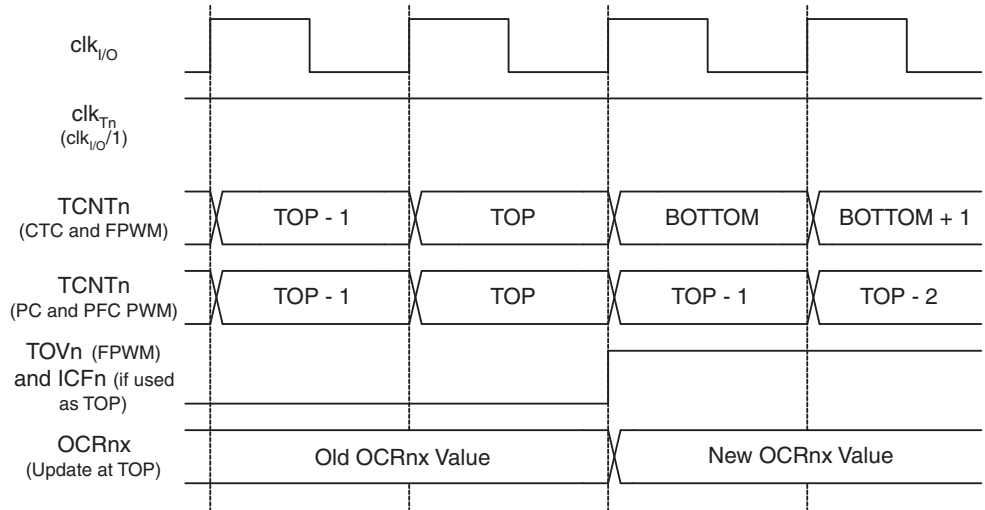 clkI/O
clkTn
(clkI/O/1)
TCNTn
(CTC and FPWM)
TOP - 1
TOP
BOTTOM
BOTTOM + 1
TCNTn
(PC and PFC PWM)
TOP - 1
TOP
TOP - 1
TOP - 2
TOVn (FPWM)
and ICFn (if used
as TOP)
OCRnx
(Update at TOP)
Old OCRnx Value
New OCRnx Value